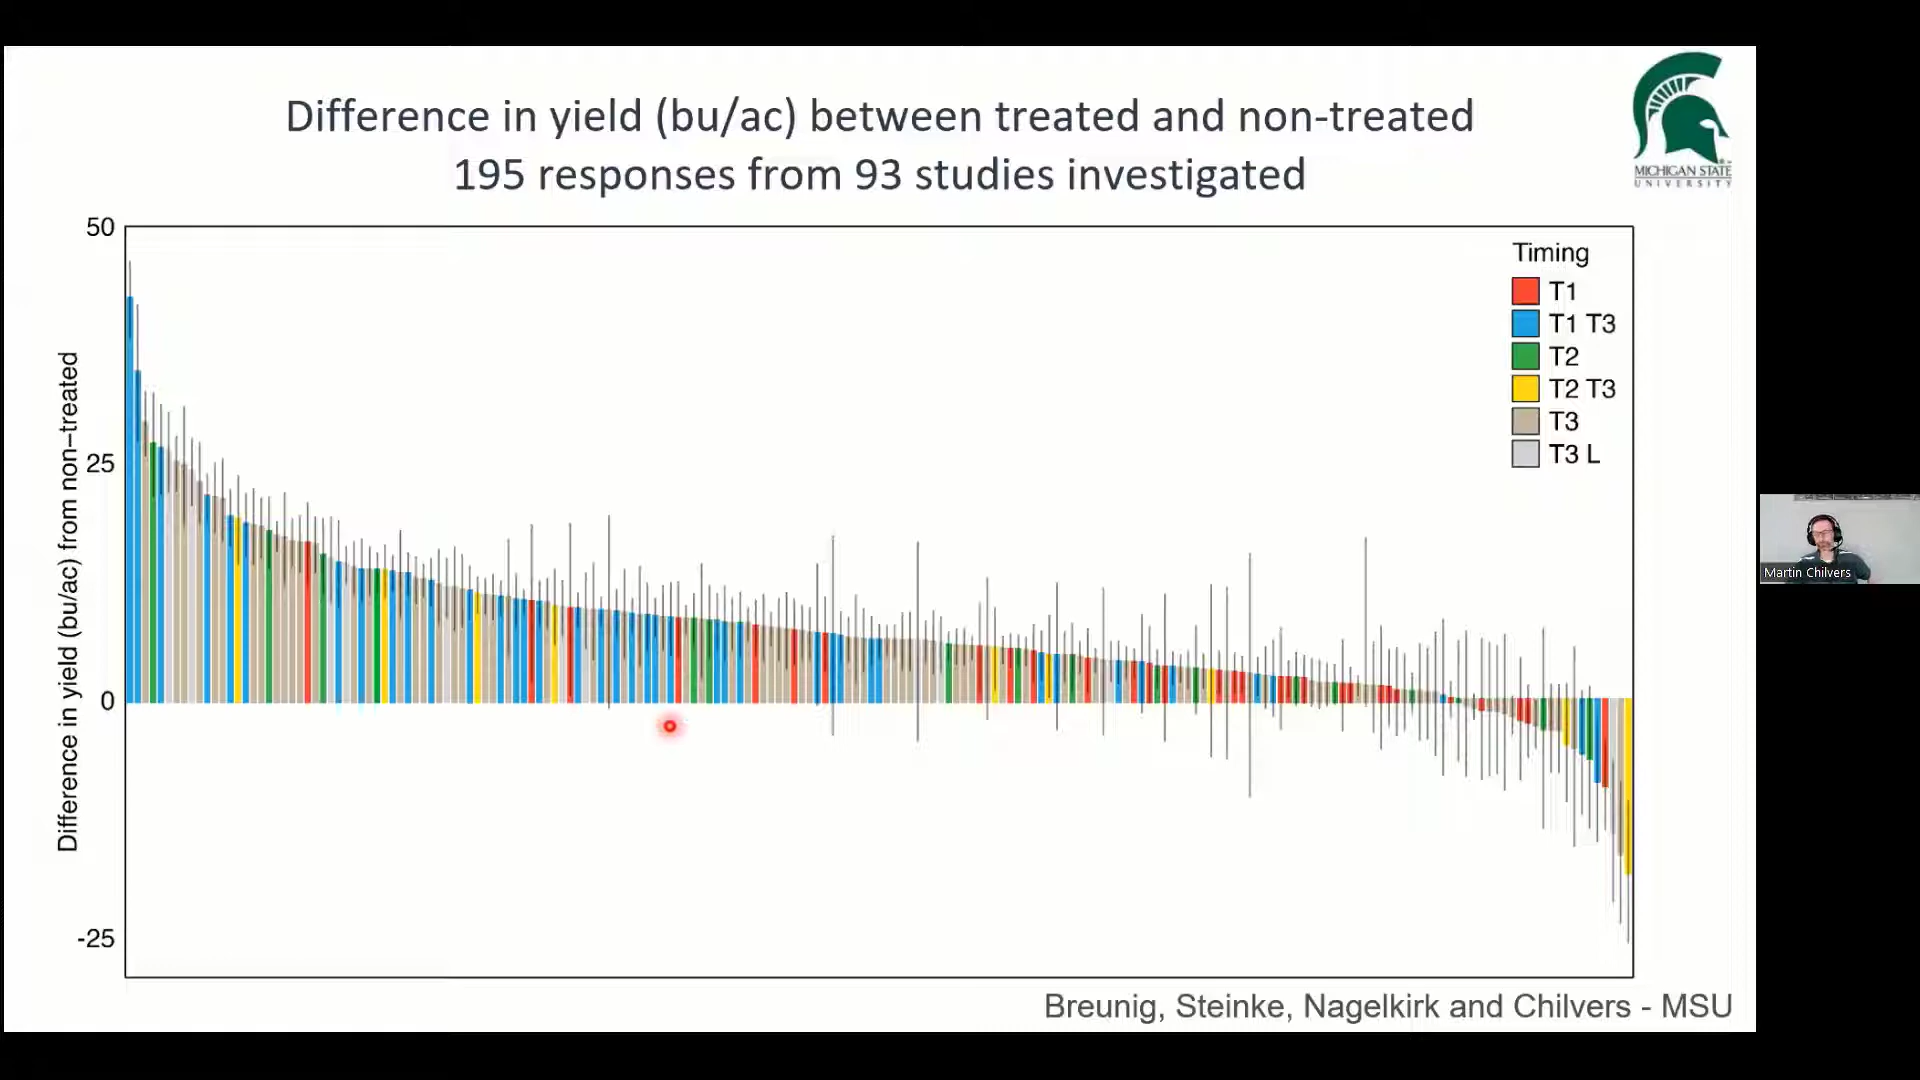 Difference in yield (bu/ac) between treated and non-treated
195 responses from 93 studies investigated
MICHIGAN STATE
UNIVERSITY
50
25
0
-25
Difference in yield (bu/ac) from non−treated
Timing
T1
T1 T3
T2
T2 T3
T3
T3 L
Martin Chilvers
Breunig, Steinke, Nagelkirk and Chilvers - MSU